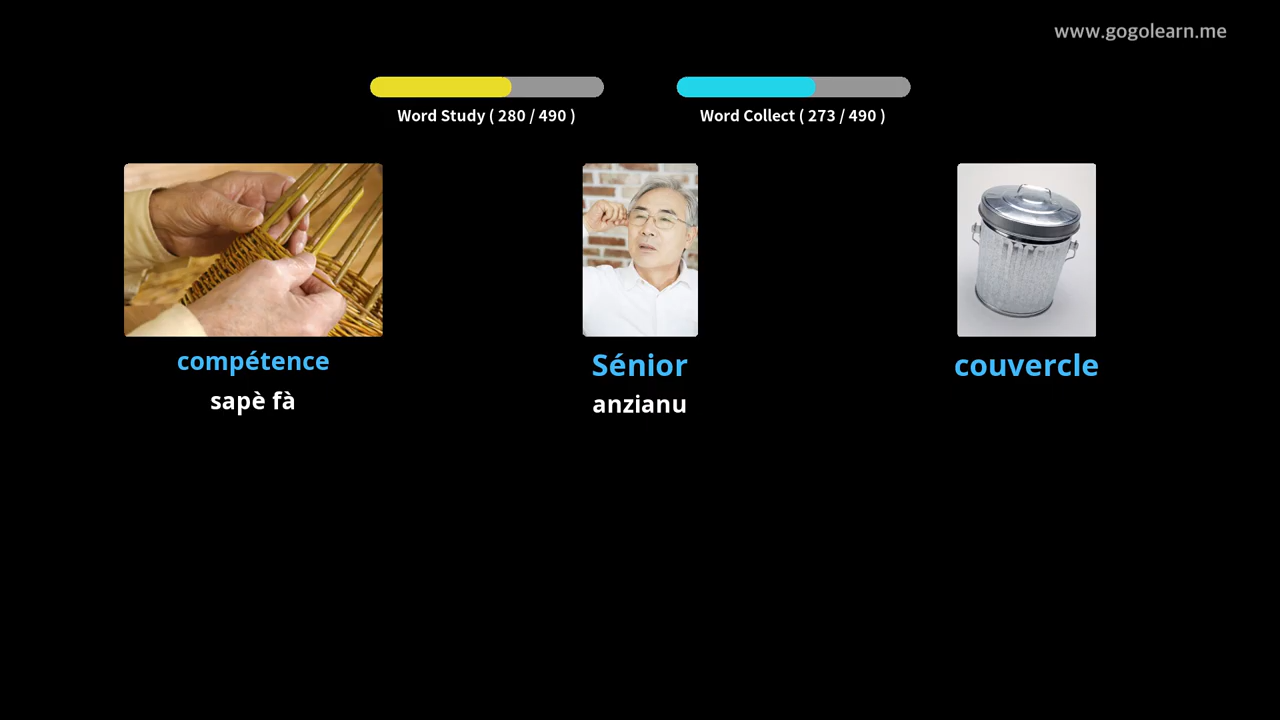 www.gogolearn.me
Word Study ( 280 / 490 )
Word Collect ( 273 / 490 )
compétence
sapè fà
Sénior
anzianu
couvercle